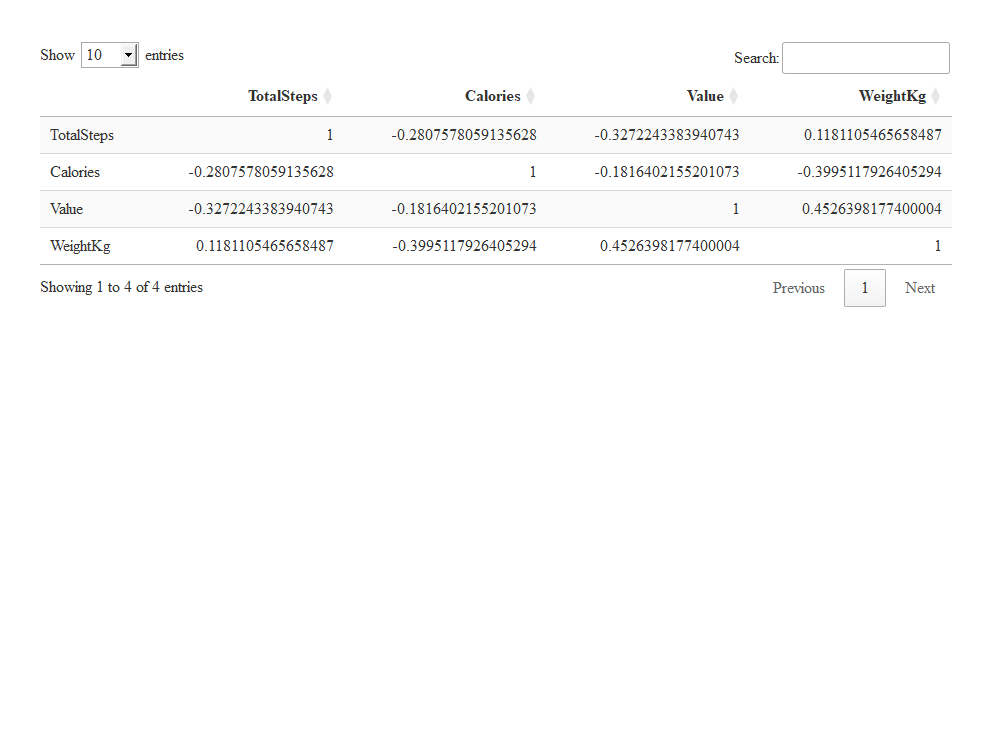 Show 10 entries Search:
TotalSteps Calories Value WeightKg
TotalSteps 1 -0.2807578059135628 -0.3272243383940743 0.1181105465658487
Calories -0.2807578059135628 1 -0.1816402155201073 -0.3995117926405294
Value -0.3272243383940743 -0.1816402155201073 1 0.4526398177400004
WeightKg 0.1181105465658487 -0.3995117926405294 0.4526398177400004 1
Showing 1 to 4 of 4 entries Previous 1 Next